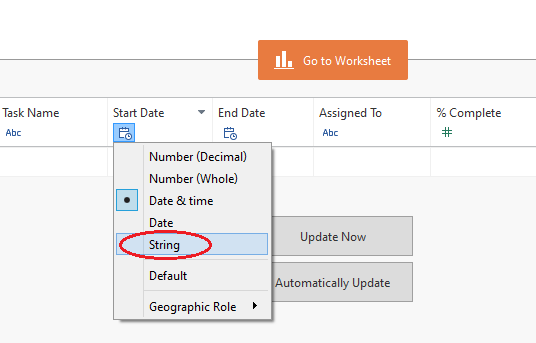 Go to Worksheet
Task Name
Start Date
End Date
Assigned To
% Complete
Abc
Abc
#
Number (Decimal)
Number (Whole)
Date & time
Date
String
Default
Geographic Role
Update Now
Automatically Update